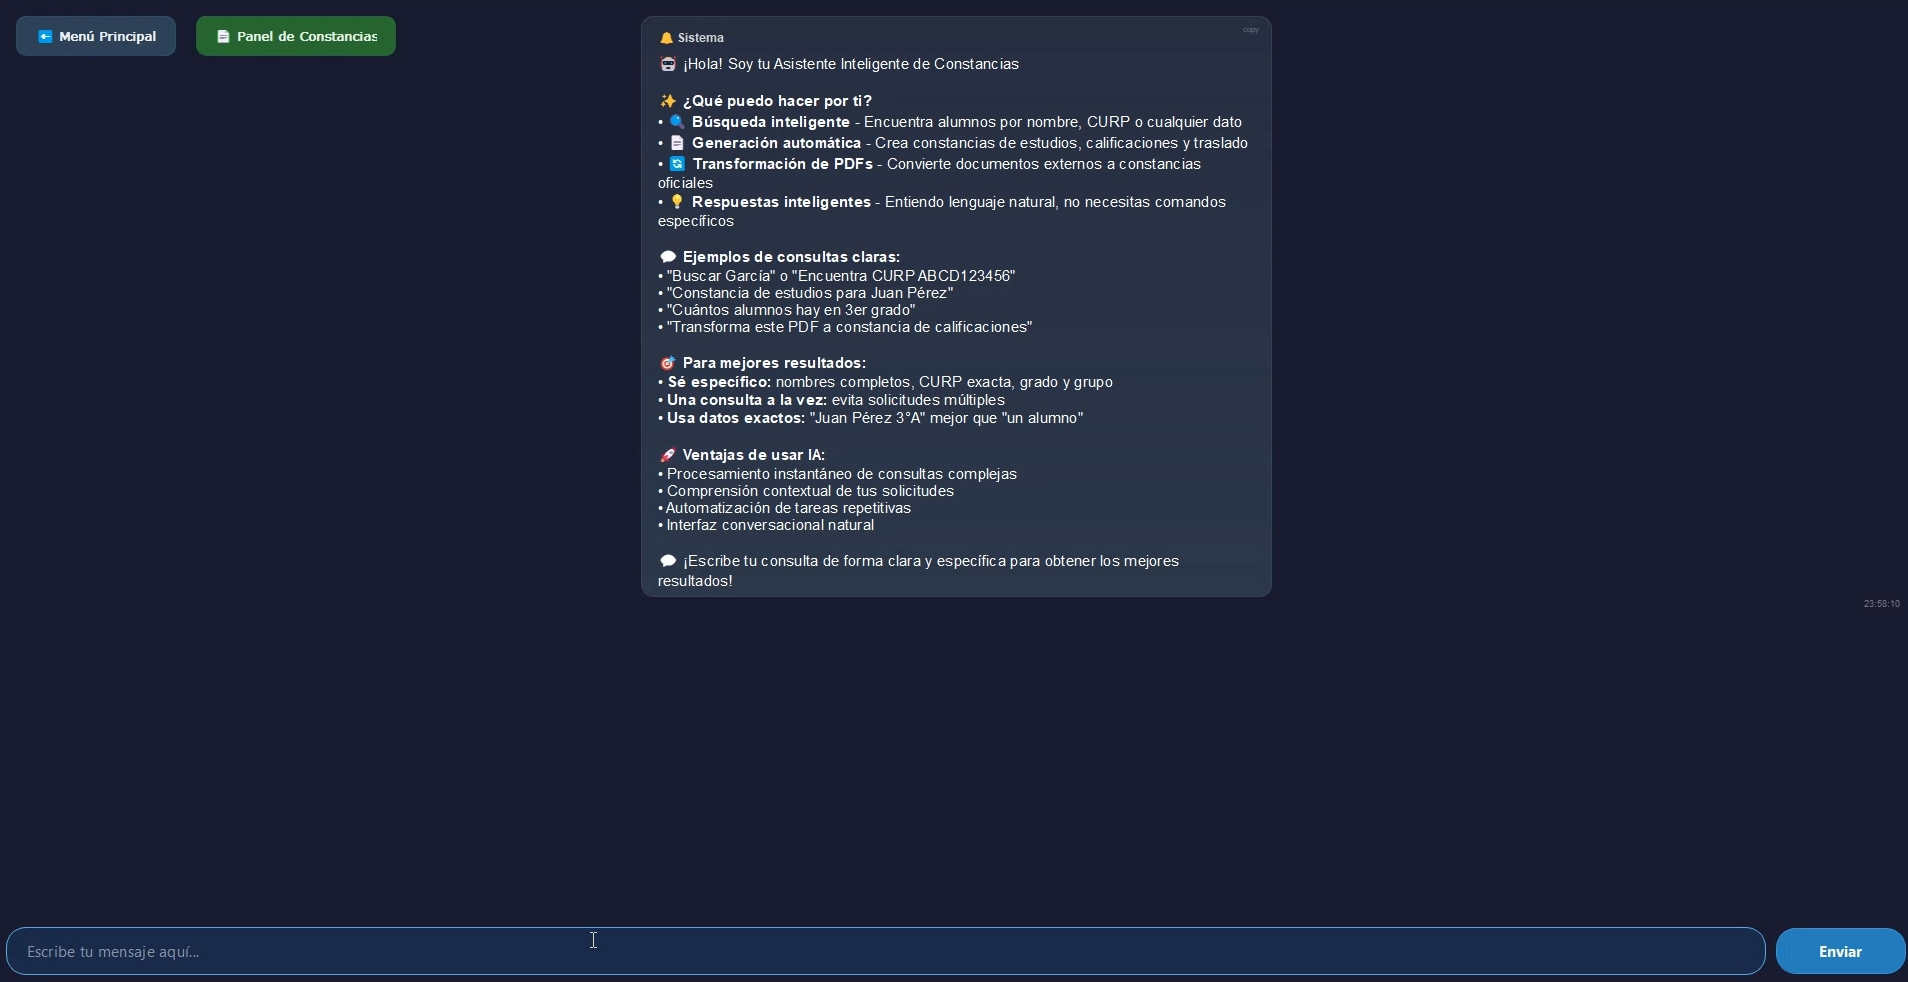 Menú Principal
Panel de Constancias
Sistema
copy
¡Hola! Soy tu Asistente Inteligente de Constancias
¿Qué puedo hacer por ti?
• Búsqueda inteligente - Encuentra alumnos por nombre, CURP o cualquier dato
• Generación automática - Crea constancias de estudios, calificaciones y traslado
• Transformación de PDFs - Convierte documentos externos a constancias
oficiales
• Respuestas inteligentes - Entiendo lenguaje natural, no necesitas comandos
específicos
Ejemplos de consultas claras:
• "Buscar García" o "Encuentra CURP ABCD123456"
• "Constancia de estudios para Juan Pérez"
• "Cuántos alumnos hay en 3er grado"
• "Transforma este PDF a constancia de calificaciones"
Para mejores resultados:
• Sé específico: nombres completos, CURP exacta, grado y grupo
• Una consulta a la vez: evita solicitudes múltiples
• Usa datos exactos: "Juan Pérez 3°A" mejor que "un alumno"
Ventajas de usar IA:
• Procesamiento instantáneo de consultas complejas
• Comprensión contextual de tus solicitudes
• Automatización de tareas repetitivas
• Interfaz conversacional natural
¡Escribe tu consulta de forma clara y específica para obtener los mejores
resultados!
23:58:10
Escribe tu mensaje aquí...
Enviar